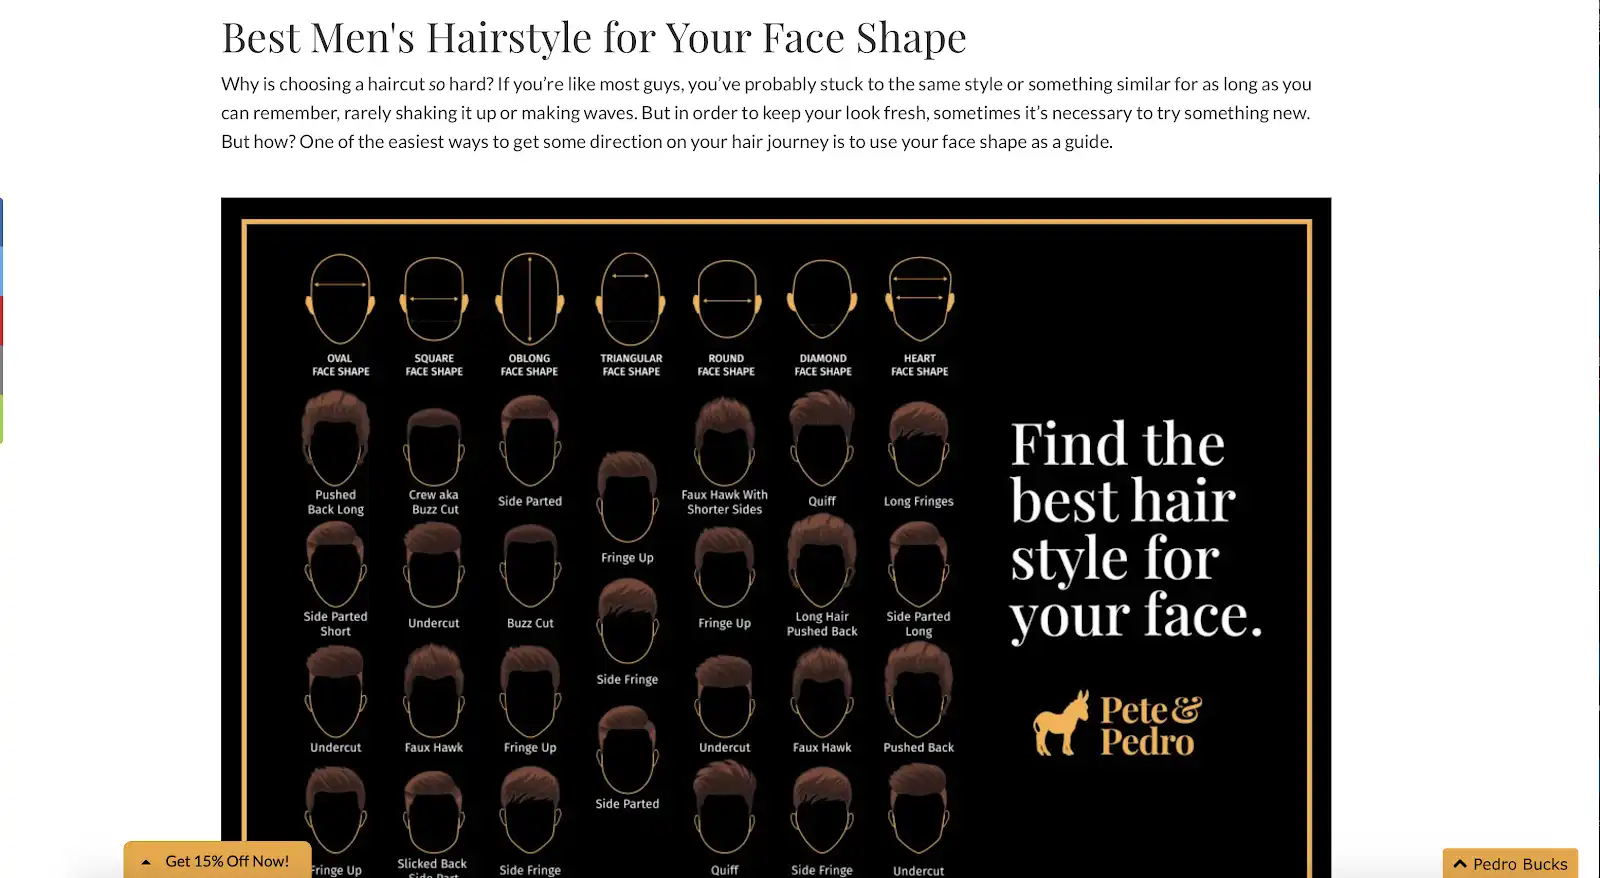 Best Men's Hairstyle for Your Face Shape
Why is choosing a haircut so hard? If you’re like most guys, you’ve probably stuck to the same style or something similar for as long as you
can remember, rarely shaking it up or making waves. But in order to keep your look fresh, sometimes it’s necessary to try something new.
But how? One of the easiest ways to get some direction on your hair journey is to use your face shape as a guide.
OVAL
FACE SHAPE
SQUARE
FACE SHAPE
OBLONG
FACE SHAPE
TRIANGULAR
FACE SHAPE
ROUND
FACE SHAPE
DIAMOND
FACE SHAPE
HEART
FACE SHAPE
Pushed
Back Long
Crew aka
Buzz Cut
Side Parted
Fringe Up
Faux Hawk With
Shorter Sides
Quiff
Long Fringes
Side Parted
Short
Undercut
Buzz Cut
Side Fringe
Fringe Up
Long Hair
Pushed Back
Side Parted
Long
Undercut
Faux Hawk
Fringe Up
Side Parted
Undercut
Faux Hawk
Pushed Back
Fringe Up
Slicked Back
Side Part
Side Fringe
Quiff
Side Fringe
Undercut
Find the
best hair
style for
your face.
Pete &
Pedro
Get 15% Off Now!
Pedro Bucks